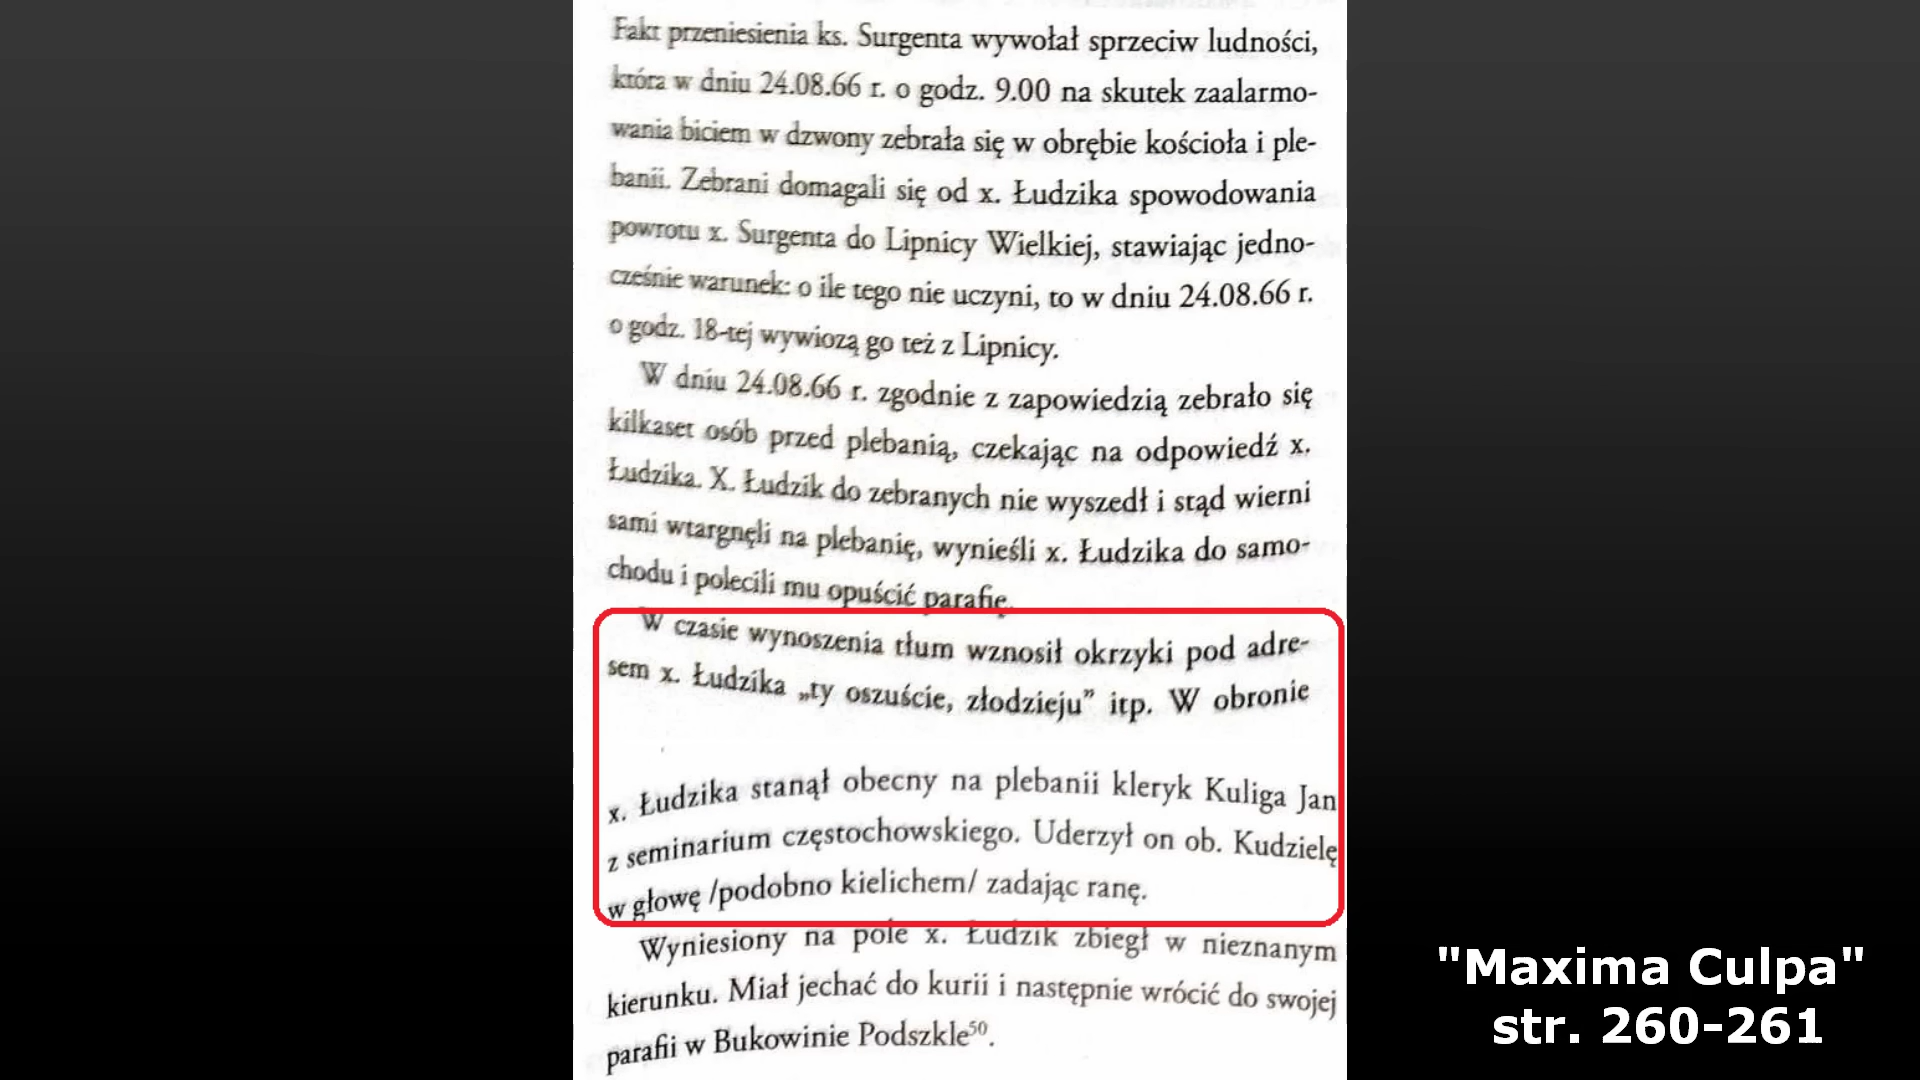 Fakt przeniesienia ks. Surgenta wywołał sprzeciw ludności,
która w dniu 24.08.66 r. o godz. 9.00 na skutek zaalarmo-
wania biciem w dzwony zebrała się w obrębie kościoła i ple-
banii. Zebrani domagali się od x. Łudzika spowodowania
powrotu x. Surgenta do Lipnicy Wielkiej, stawiając jedno-
cześnie warunek: o ile tego nie uczyni, to w dniu 24.08.66 r.
o godz. 18-tej wywiozą go też z Lipnicy.
W dniu 24.08.66 r. zgodnie z zapowiedzią zebrało się
kilkaset osób przed plebanią, czekając na odpowiedź x.
Łudzika. X. Łudzik do zebranych nie wyszedł i stąd wierni
sami wtargnęli na plebanię, wynieśli x. Łudzika do samo-
chodu i polecili mu opuścić parafię.
W czasie wynoszenia tłum wznosił okrzyki pod adre-
sem x. Łudzika „ty oszuście, złodzieju” itp. W obronie
x. Łudzika stanął obecny na plebanii kleryk Kuliga Jan
z seminarium częstochowskiego. Uderzył on ob. Kudzielę
w głowę /podobno kielichem/ zadając ranę.
Wyniesiony na pole x. Łudzik zbiegł w nieznanym
kierunku. Miał jechać do kurii i następnie wrócić do swojej
parafii w Bukowinie Podszkle50.
"Maxima Culpa"
str. 260-261